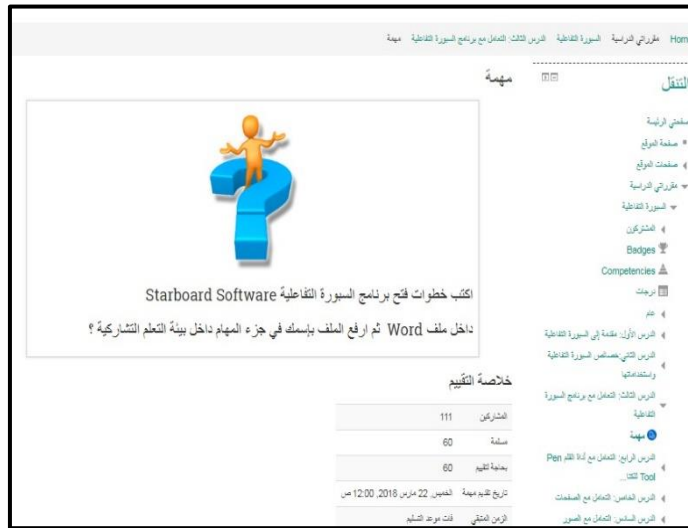 Hom مقرراتي الدراسية السبورة التفاعلية الدرس الثالث: التعامل مع برنامج السبورة التفاعلية مهمة
مهمة
اكتب خطوات فتح برنامج السبورة التفاعلية Starboard Software
داخل ملف Word ثم ارفع الملف بإسمك في جزء المهام داخل بيئة التعلم التشاركية ؟
خلاصة التقييم
المشاركين 111
مسلمة 60
بحاجة لتقييم 60
تاريخ تقديم مهمة الخميس, 22 مارس 2018, 12:00 ص
الزمن المتبقي فات موعد التسليم
التنقل
صفحتي الرئيسة
صفحة الموقع
صفحات الموقع
مقرراتي الدراسية
السبورة التفاعلية
المشتركون
Badges
Competencies
درجات
عام
الدرس الأول: مقدمة إلى السبورة التفاعلية
الدرس الثاني:خصائص السبورة التفاعلية
واستخداماتها
الدرس الثالث: التعامل مع برنامج السبورة
التفاعلية
مهمة
الدرس الرابع: التعامل مع أداة القلم Pen
Tool
الدرس الخامس: التعامل مع الصفحات
الدرس السادس: التعامل مع الصور